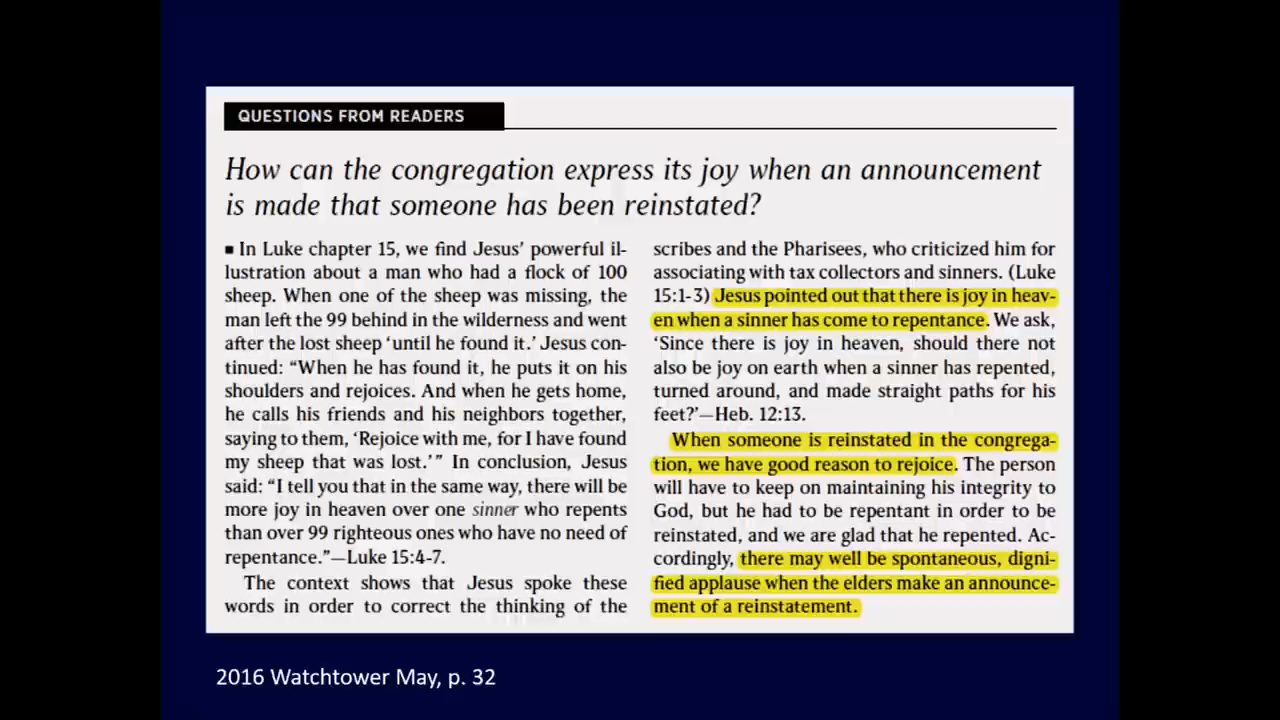 QUESTIONS FROM READERS
How can the congregation express its joy when an announcement
is made that someone has been reinstated?
■ In Luke chapter 15, we find Jesus’ powerful il-
lustration about a man who had a flock of 100
sheep. When one of the sheep was missing, the
man left the 99 behind in the wilderness and went
after the lost sheep ‘until he found it.’ Jesus con-
tinued: “When he has found it, he puts it on his
shoulders and rejoices. And when he gets home,
he calls his friends and his neighbors together,
saying to them, ‘Rejoice with me, for I have found
my sheep that was lost.’” In conclusion, Jesus
said: “I tell you that in the same way, there will be
more joy in heaven over one sinner who repents
than over 99 righteous ones who have no need of
repentance.”—Luke 15:4-7.
The context shows that Jesus spoke these
words in order to correct the thinking of the
scribes and the Pharisees, who criticized him for
associating with tax collectors and sinners. (Luke
15:1-3) Jesus pointed out that there is joy in heav-
en when a sinner has come to repentance. We ask,
‘Since there is joy in heaven, should there not
also be joy on earth when a sinner has repented,
turned around, and made straight paths for his
feet?’—Heb. 12:13.
When someone is reinstated in the congrega-
tion, we have good reason to rejoice. The person
will have to keep on maintaining his integrity to
God, but he had to be repentant in order to be
reinstated, and we are glad that he repented. Ac-
cordingly, there may well be spontaneous, digni-
fied applause when the elders make an announce-
ment of a reinstatement.
2016 Watchtower May, p. 32